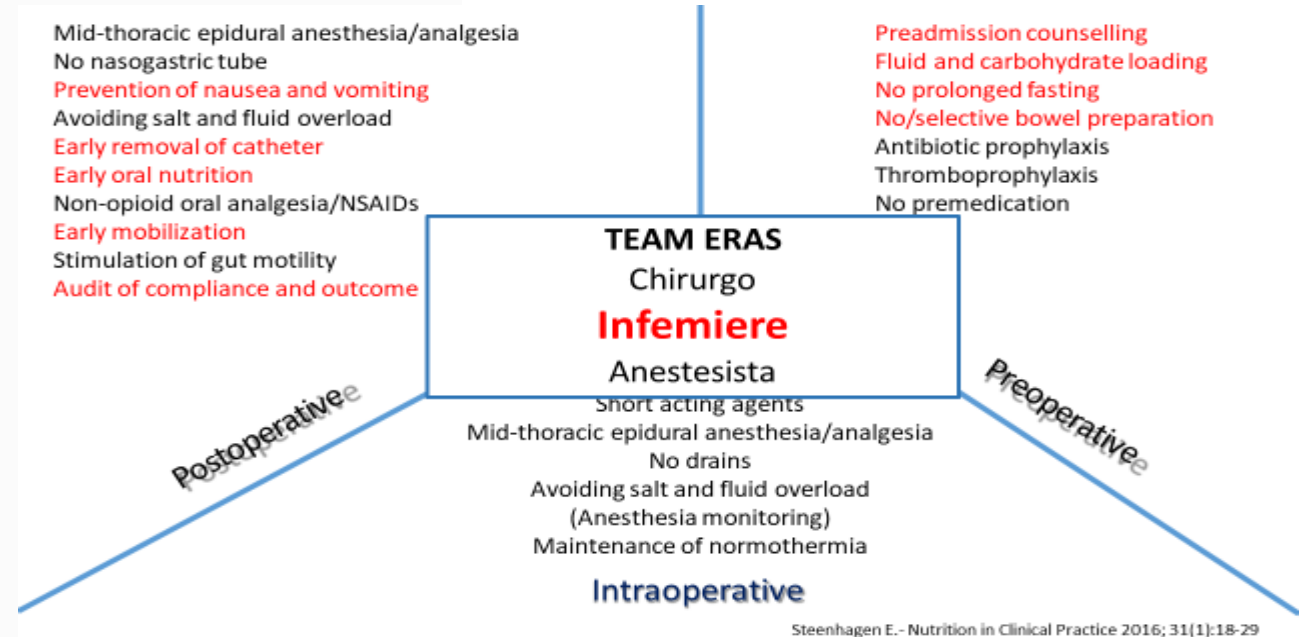 Mid-thoracic epidural anesthesia/analgesia
No nasogastric tube
Prevention of nausea and vomiting
Avoiding salt and fluid overload
Early removal of catheter
Early oral nutrition
Non-opioid oral analgesia/NSAIDs
Early mobilization
Stimulation of gut motility
Audit of compliance and outcome
Preadmission counselling
Fluid and carbohydrate loading
No prolonged fasting
No/selective bowel preparation
Antibiotic prophylaxis
Thromboprophylaxis
No premedication
TEAM ERAS
Chirurgo
Infemiere
Anestesista
Postoperative
Preoperative
Short acting agents
Mid-thoracic epidural anesthesia/analgesia
No drains
Avoiding salt and fluid overload
(Anesthesia monitoring)
Maintenance of normothermia
Intraoperative
Steenhagen E.- Nutrition in Clinical Practice 2016; 31(1):18-29